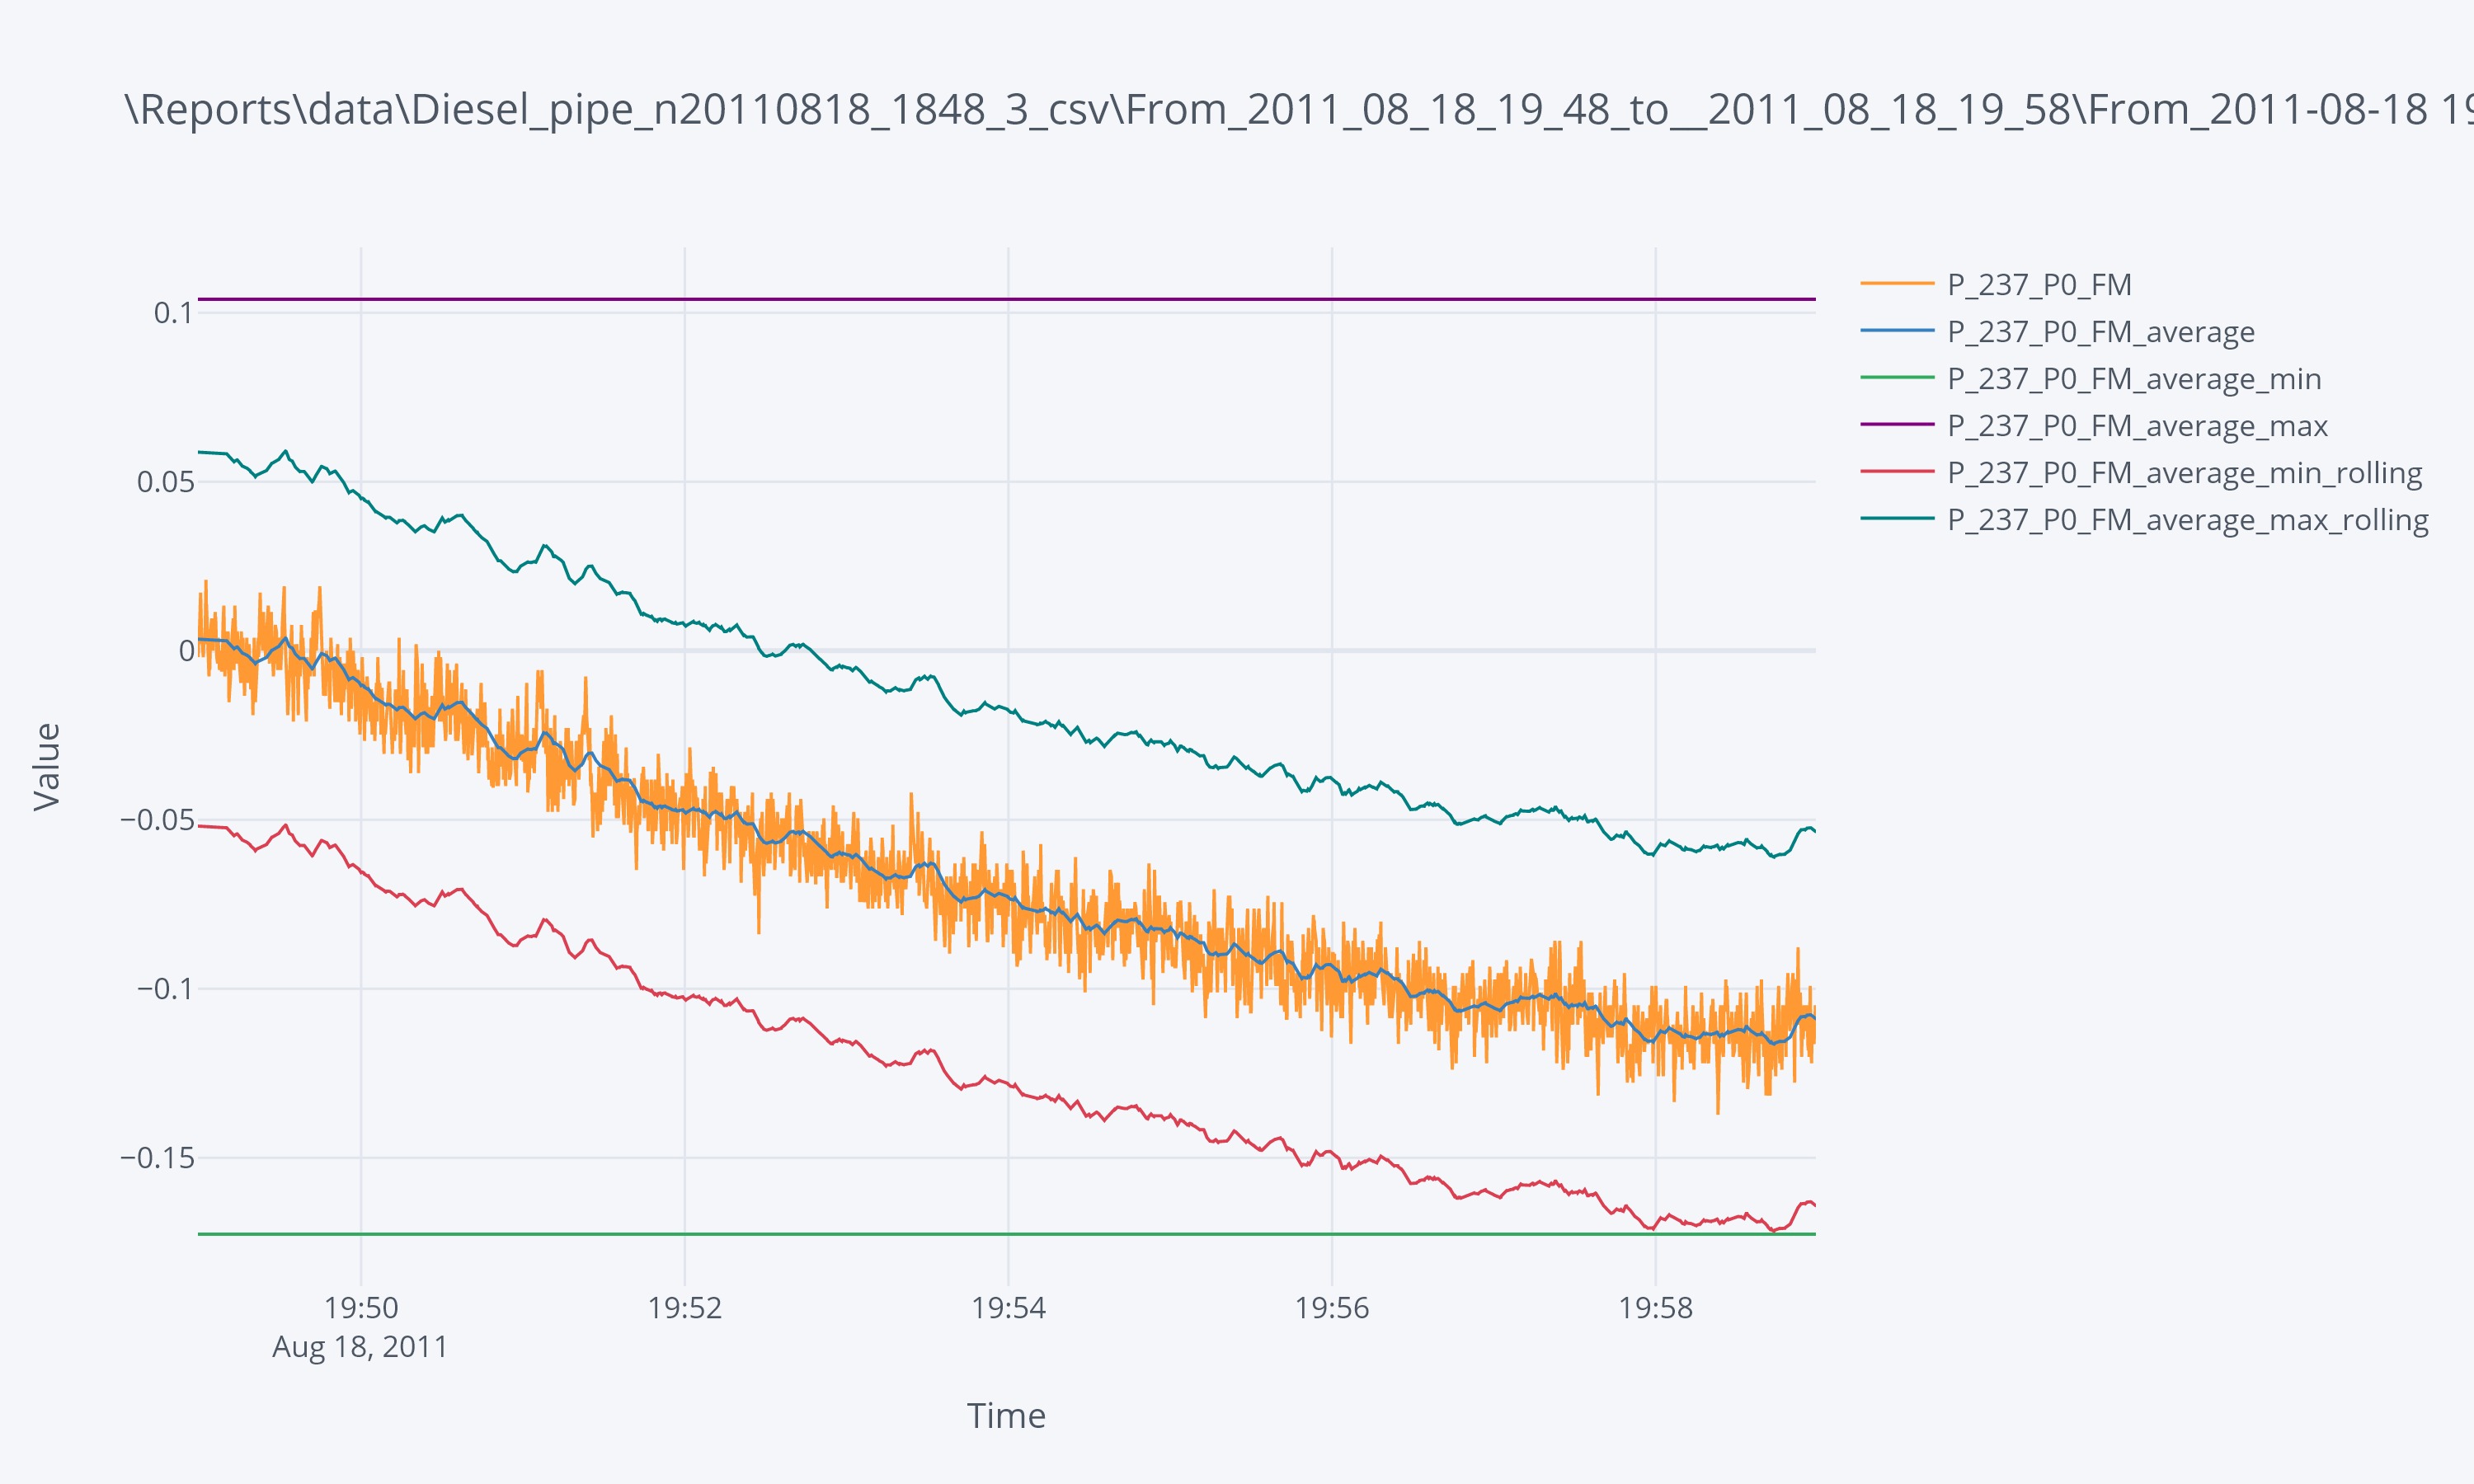 \Reports\data\Diesel_pipe_n20110818_1848_3_csv\From_2011_08_18_19_48_to__2011_08_18_19_58\From_2011-08-18 19
P_237_P0_FM
P_237_P0_FM_average
P_237_P0_FM_average_min
P_237_P0_FM_average_max
P_237_P0_FM_average_min_rolling
P_237_P0_FM_average_max_rolling
Value
0.1
0.05
0
−0.05
−0.1
−0.15
19:50
Aug 18, 2011
19:52
19:54
19:56
19:58
Time